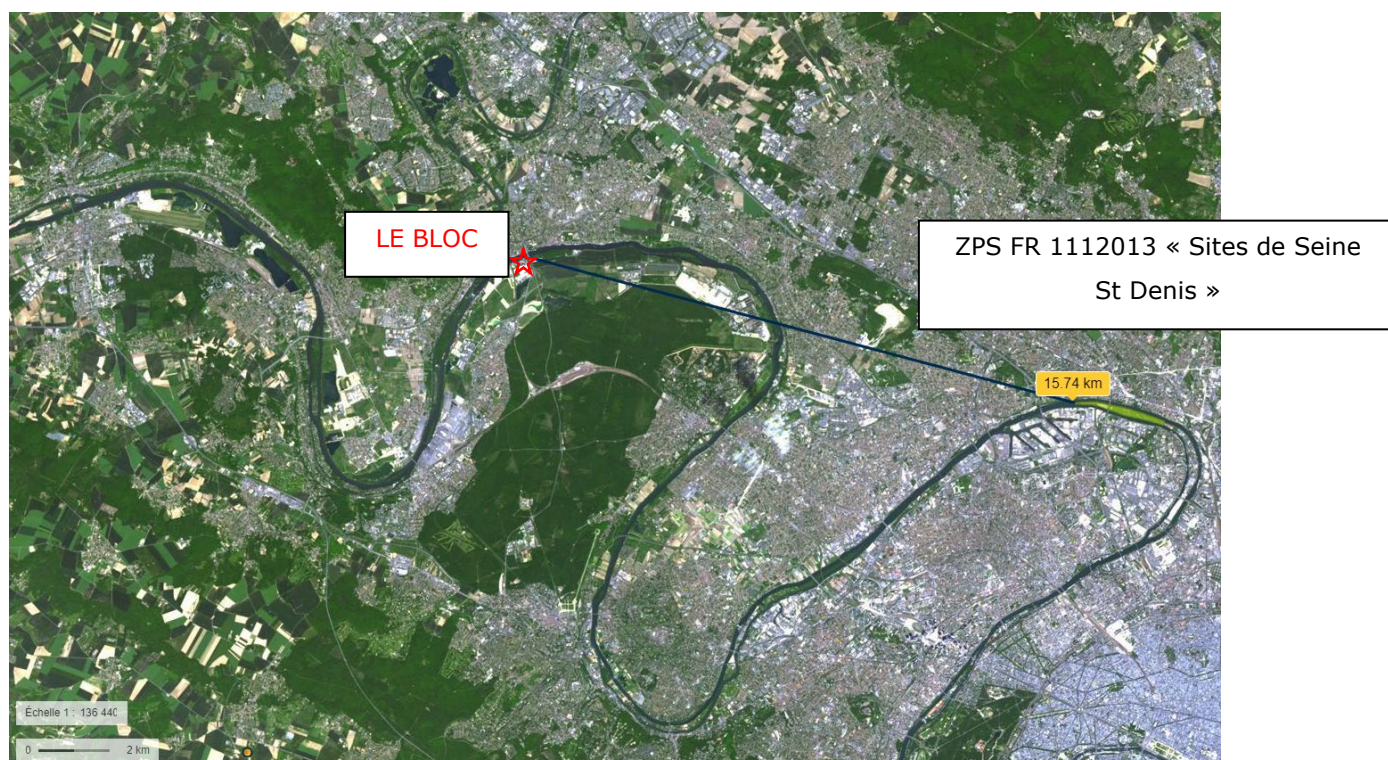 LE BLOC
ZPS FR 1112013 « Sites de Seine
St Denis »
15.74 km
Échelle 1 : 136 440
0 2 km